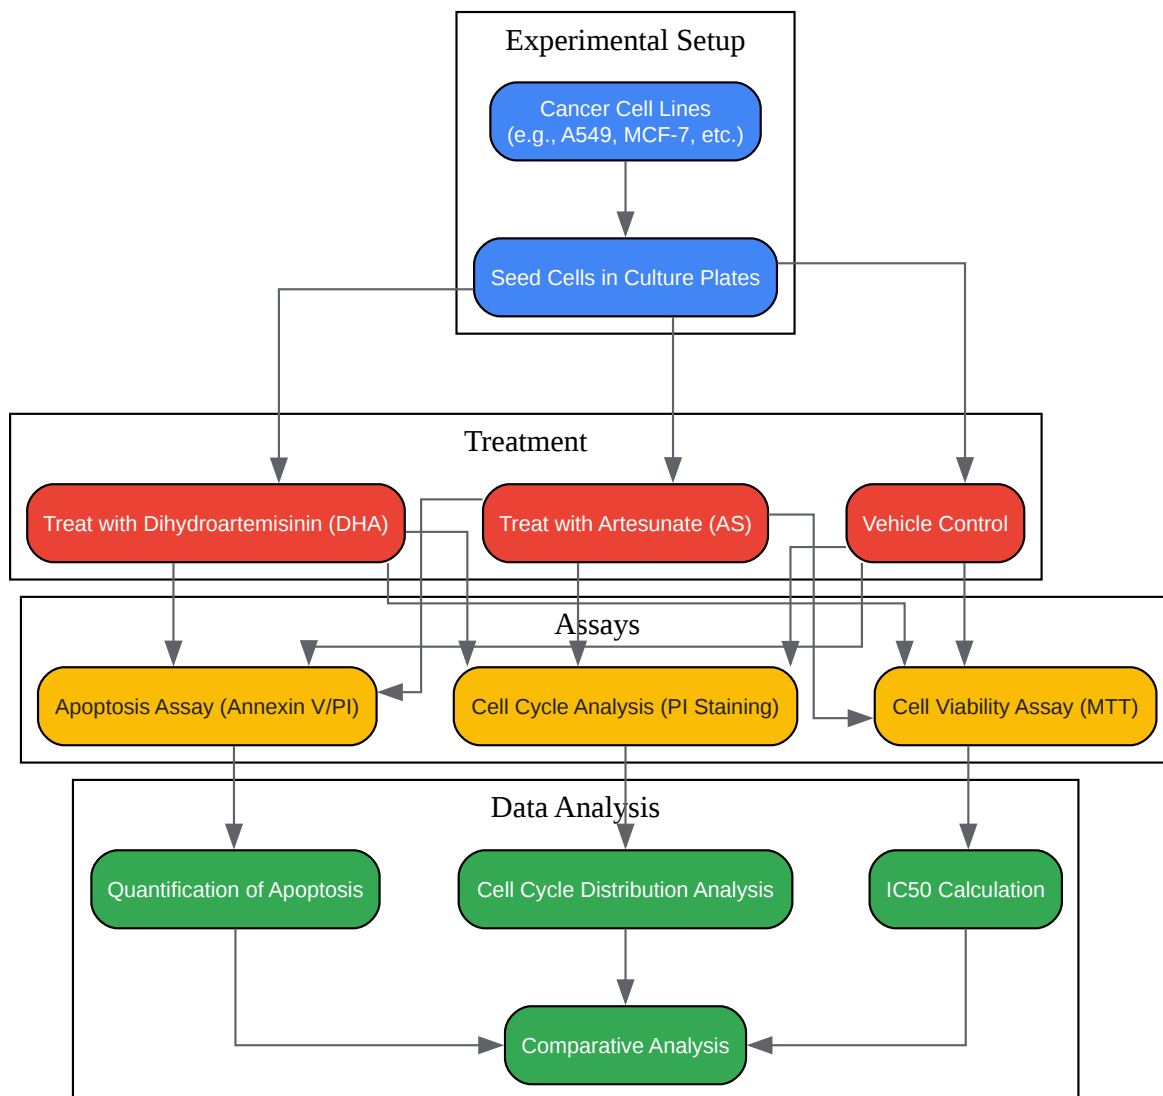 Experimental Setup
Cancer Cell Lines
(e.g., A549, MCF-7, etc.)
Seed Cells in Culture Plates
Treatment
Treat with Dihydroartemisinin (DHA)
Treat with Artesunate (AS)
Vehicle Control
Assays
Apoptosis Assay (Annexin V/PI)
Cell Cycle Analysis (PI Staining)
Cell Viability Assay (MTT)
Data Analysis
Quantification of Apoptosis
Cell Cycle Distribution Analysis
IC50 Calculation
Comparative Analysis